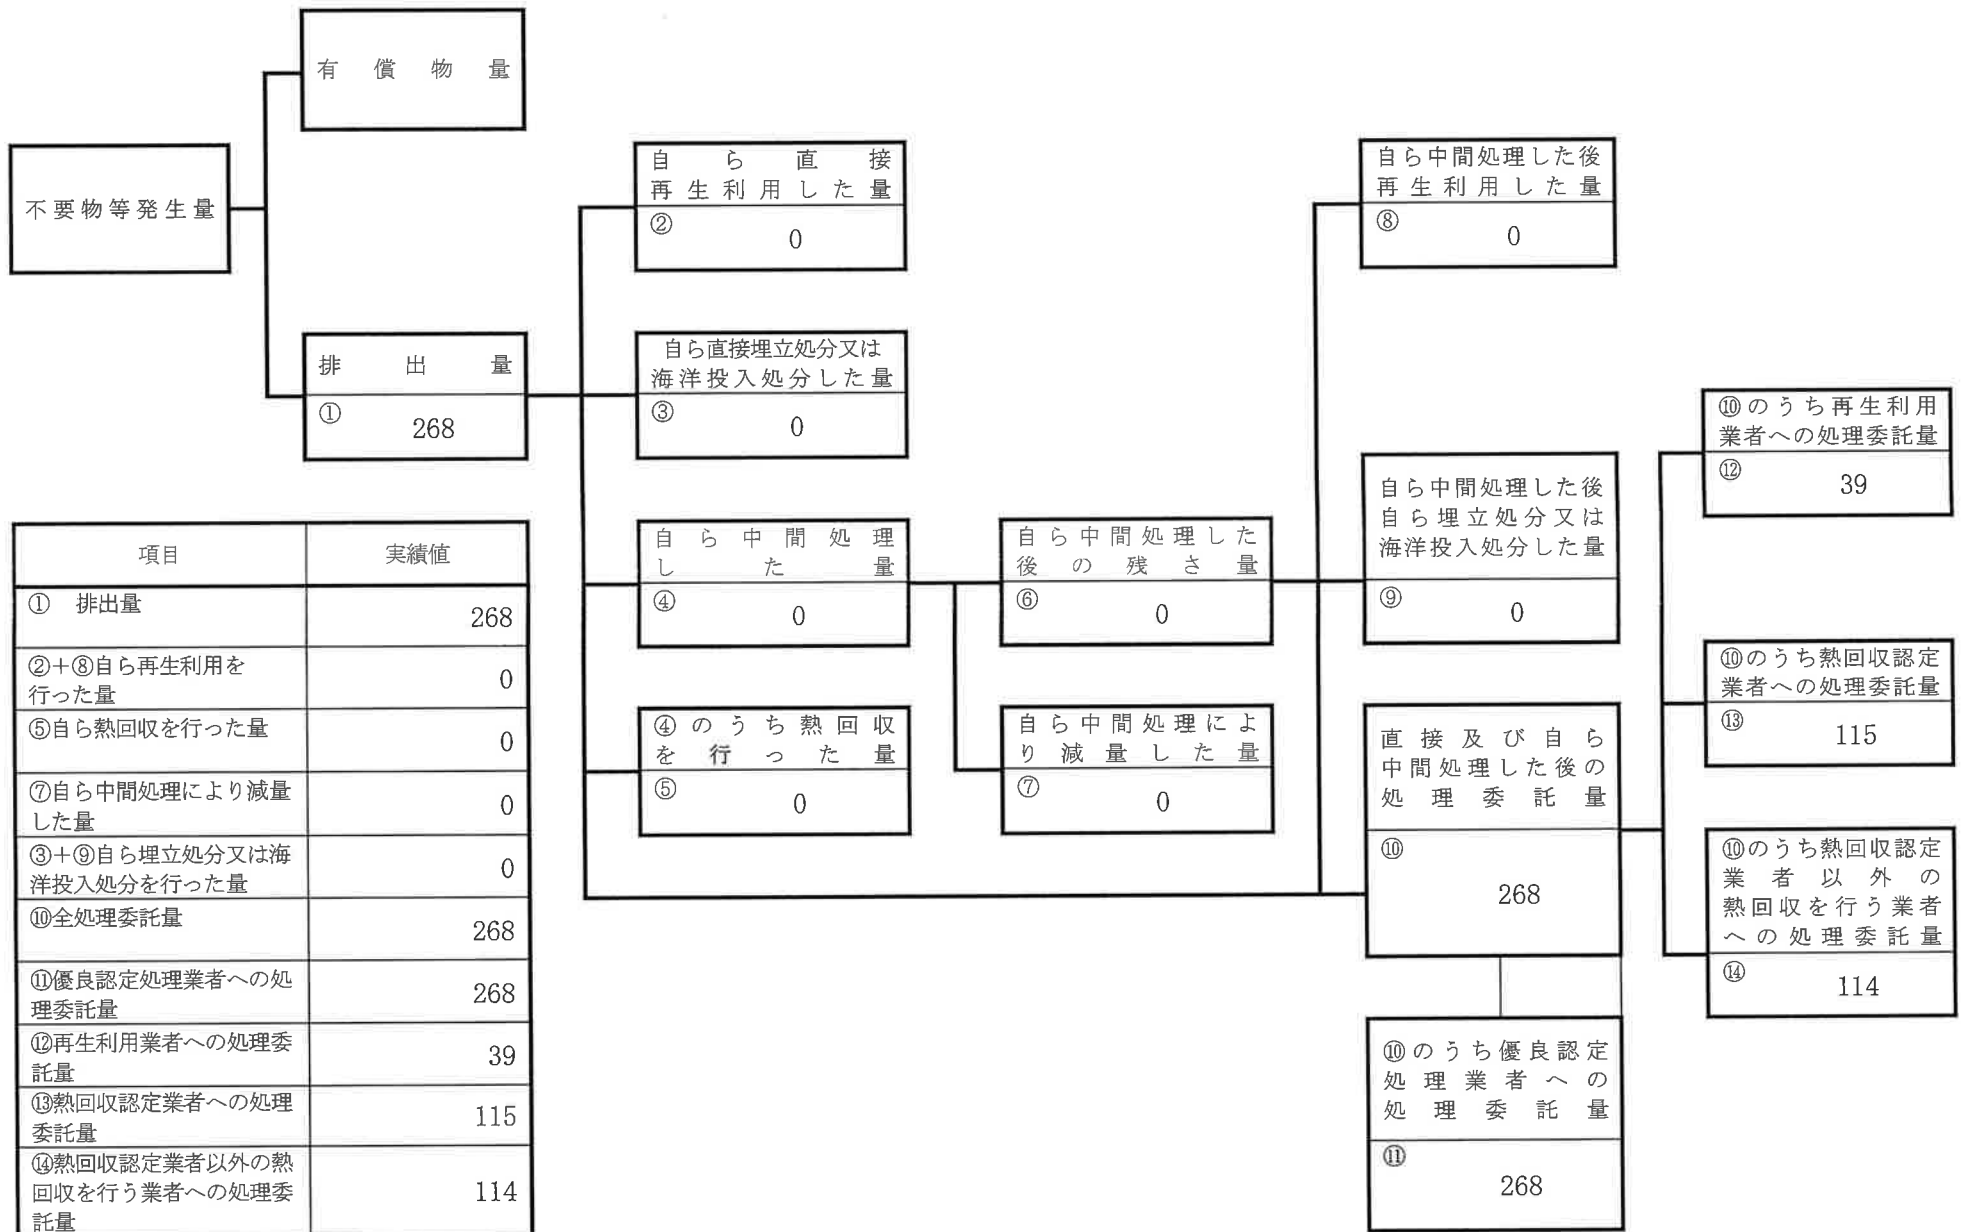 有償物量
不要物等発生量
排出量
①
268
自ら直接
再生利用した量
②
0
自ら直接埋立処分又は
海洋投入処分した量
③
0
自ら中間処理
した量
④
0
④のうち熱回収
を行った量
⑤
0
自ら中間処理した
後の残さ量
⑥
0
自ら中間処理によ
り減量した量
⑦
0
自ら中間処理した後
再生利用した量
⑧
0
自ら中間処理した後
自ら埋立処分又は
海洋投入処分した量
⑨
0
直接及び自ら
中間処理した後の
処理委託量
⑩
268
⑩のうち優良認定
処理業者への
処理委託量
⑪
268
⑩のうち再生利用
業者への処理委託量
⑫
39
⑩のうち熱回収認定
業者への処理委託量
⑬
115
⑩のうち熱回収認定
業者以外の
熱回収を行う業者
への処理委託量
⑭
114
項目 実績値
① 排出量
268
②+⑧自ら再生利用を
行った量
0
⑤自ら熱回収を行った量
0
⑦自ら中間処理により減量
した量
0
③+⑨自ら埋立処分又は海
洋投入処分を行った量
0
⑩全処理委託量
268
⑪優良認定処理業者への処
理委託量
268
⑫再生利用業者への処理委
託量
39
⑬熱回収認定業者への処理
委託量
115
⑭熱回収認定業者以外の熱
回収を行う業者への処理委
託量
114